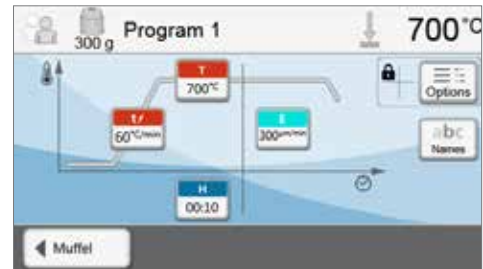 300 g Program 1 700°C
T
700°C
Options
t/
60°C/min
300µm/min
abc
Names
H
00:10
Muffel